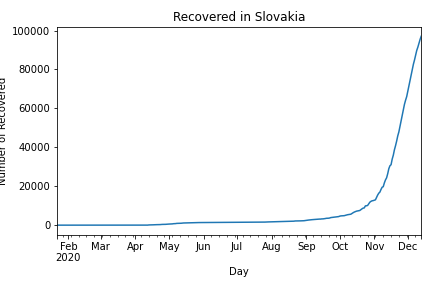 Recovered in Slovakia
Number of Recovered
100000
80000
60000
40000
20000
0
Feb Mar Apr May Jun Jul Aug Sep Oct Nov Dec
2020
Day